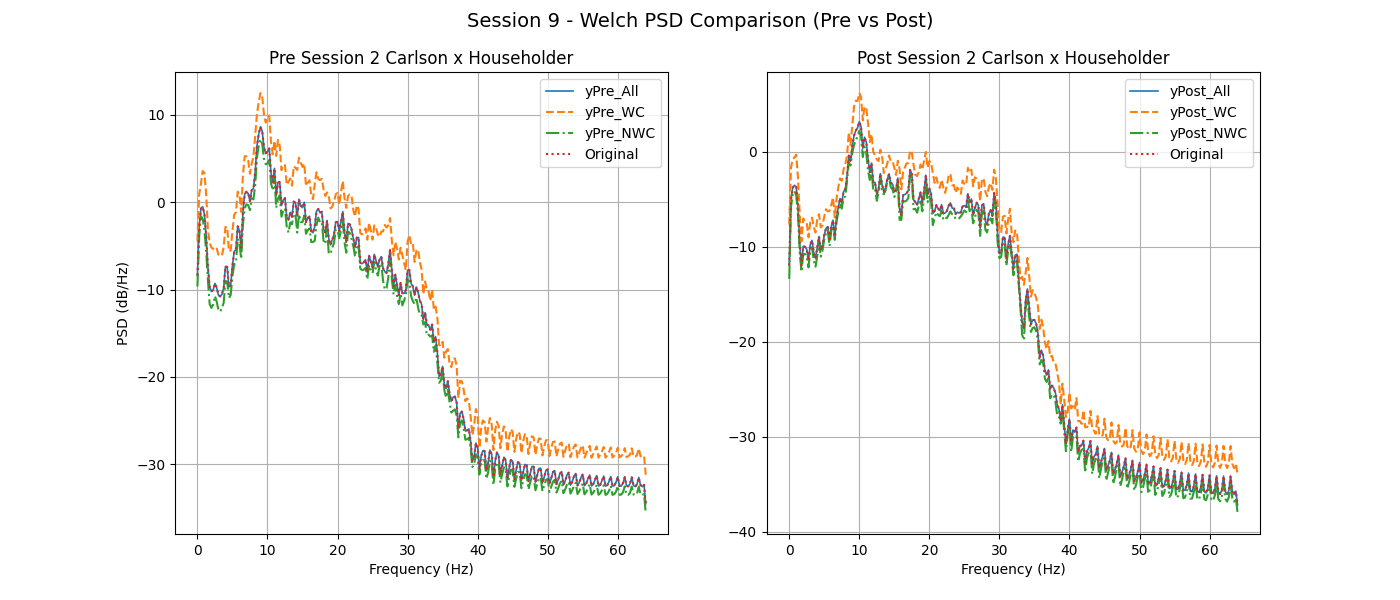 Session 9 - Welch PSD Comparison (Pre vs Post)
Pre Session 2 Carlson x Householder
yPre_All
yPre_WC
yPre_NWC
Original
PSD (dB/Hz)
10
0
−10
−20
−30
0 10 20 30 40 50 60
Frequency (Hz)
Post Session 2 Carlson x Householder
yPost_All
yPost_WC
yPost_NWC
Original
0
−10
−20
−30
−40
0 10 20 30 40 50 60
Frequency (Hz)